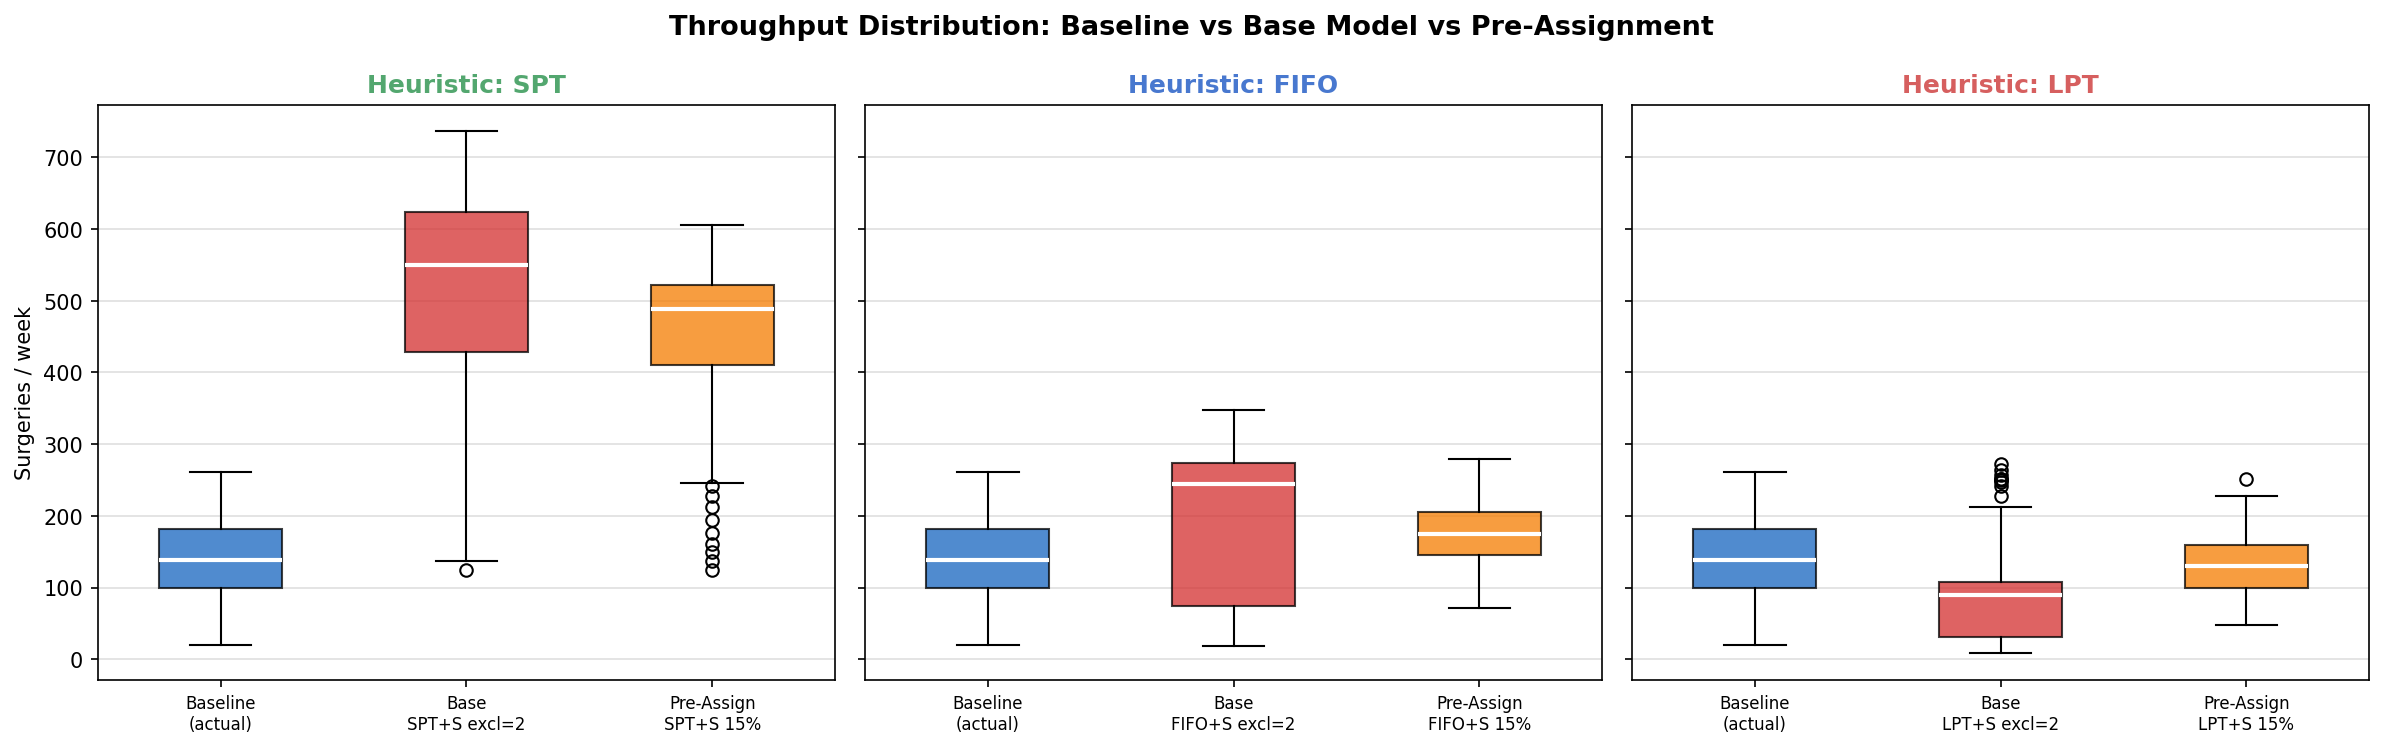 Throughput Distribution: Baseline vs Base Model vs Pre-Assignment
Heuristic: SPT
Heuristic: FIFO
Heuristic: LPT
Surgeries / week
700
600
500
400
300
200
100
0
Baseline
(actual)
Base
SPT+S excl=2
Pre-Assign
SPT+S 15%
Baseline
(actual)
Base
FIFO+S excl=2
Pre-Assign
FIFO+S 15%
Baseline
(actual)
Base
LPT+S excl=2
Pre-Assign
LPT+S 15%